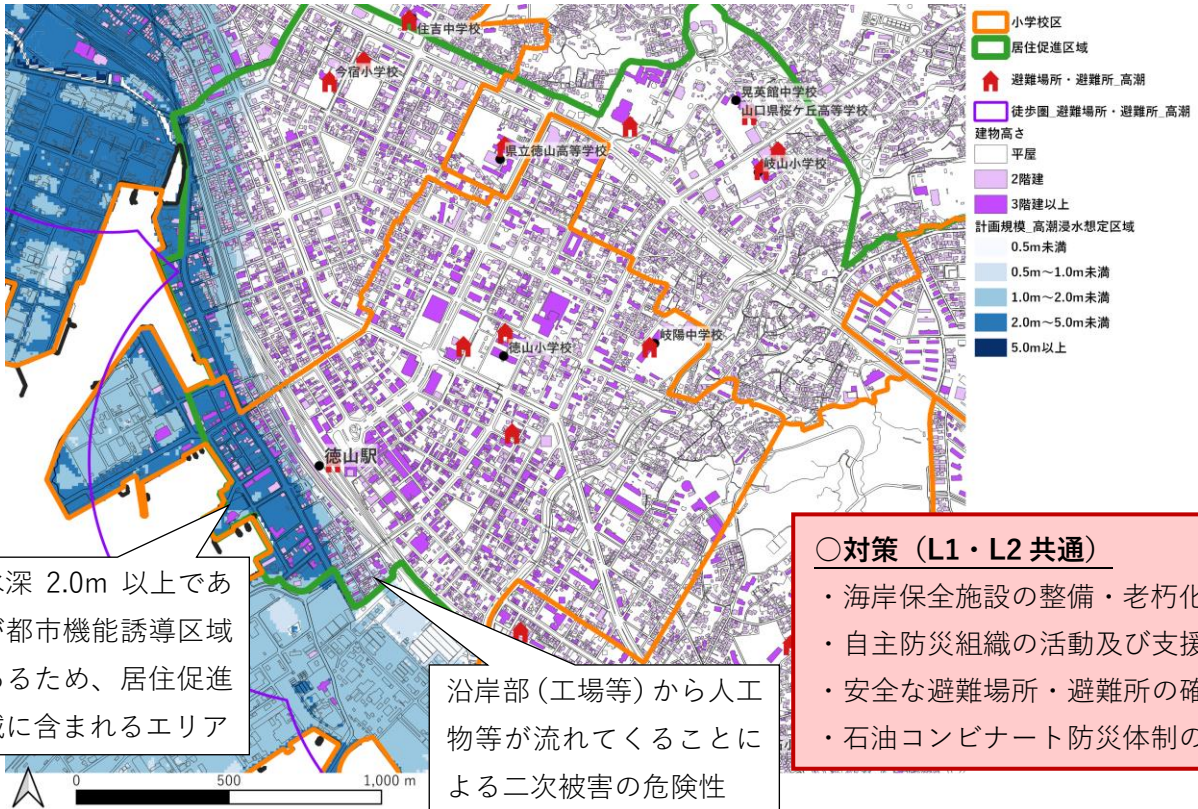 住吉中学校
今宿小学校
晃英館中学校
山口県桜ケ丘高等学校
県立徳山高等学校
岐山小学校
岐陽中学校
徳山小学校
徳山駅
小学校区
居住促進区域
避難場所・避難所_高潮
徒歩圏_避難場所・避難所_高潮
建物高さ
平屋
2階建
3階建以上
計画規模_高潮浸水想定区域
0.5m未満
0.5m～1.0m未満
1.0m～2.0m未満
2.0m～5.0m未満
5.0m以上
水深 2.0m 以上であ
が都市機能誘導区域
あるため、居住促進
域に含まれるエリア
沿岸部(工場等)から人工
物等が流れてくることに
よる二次被害の危険性
○対策（L1・L2 共通）
・海岸保全施設の整備・老朽化
・自主防災組織の活動及び支援
・安全な避難場所・避難所の確
・石油コンビナート防災体制の
0 500 1,000 m